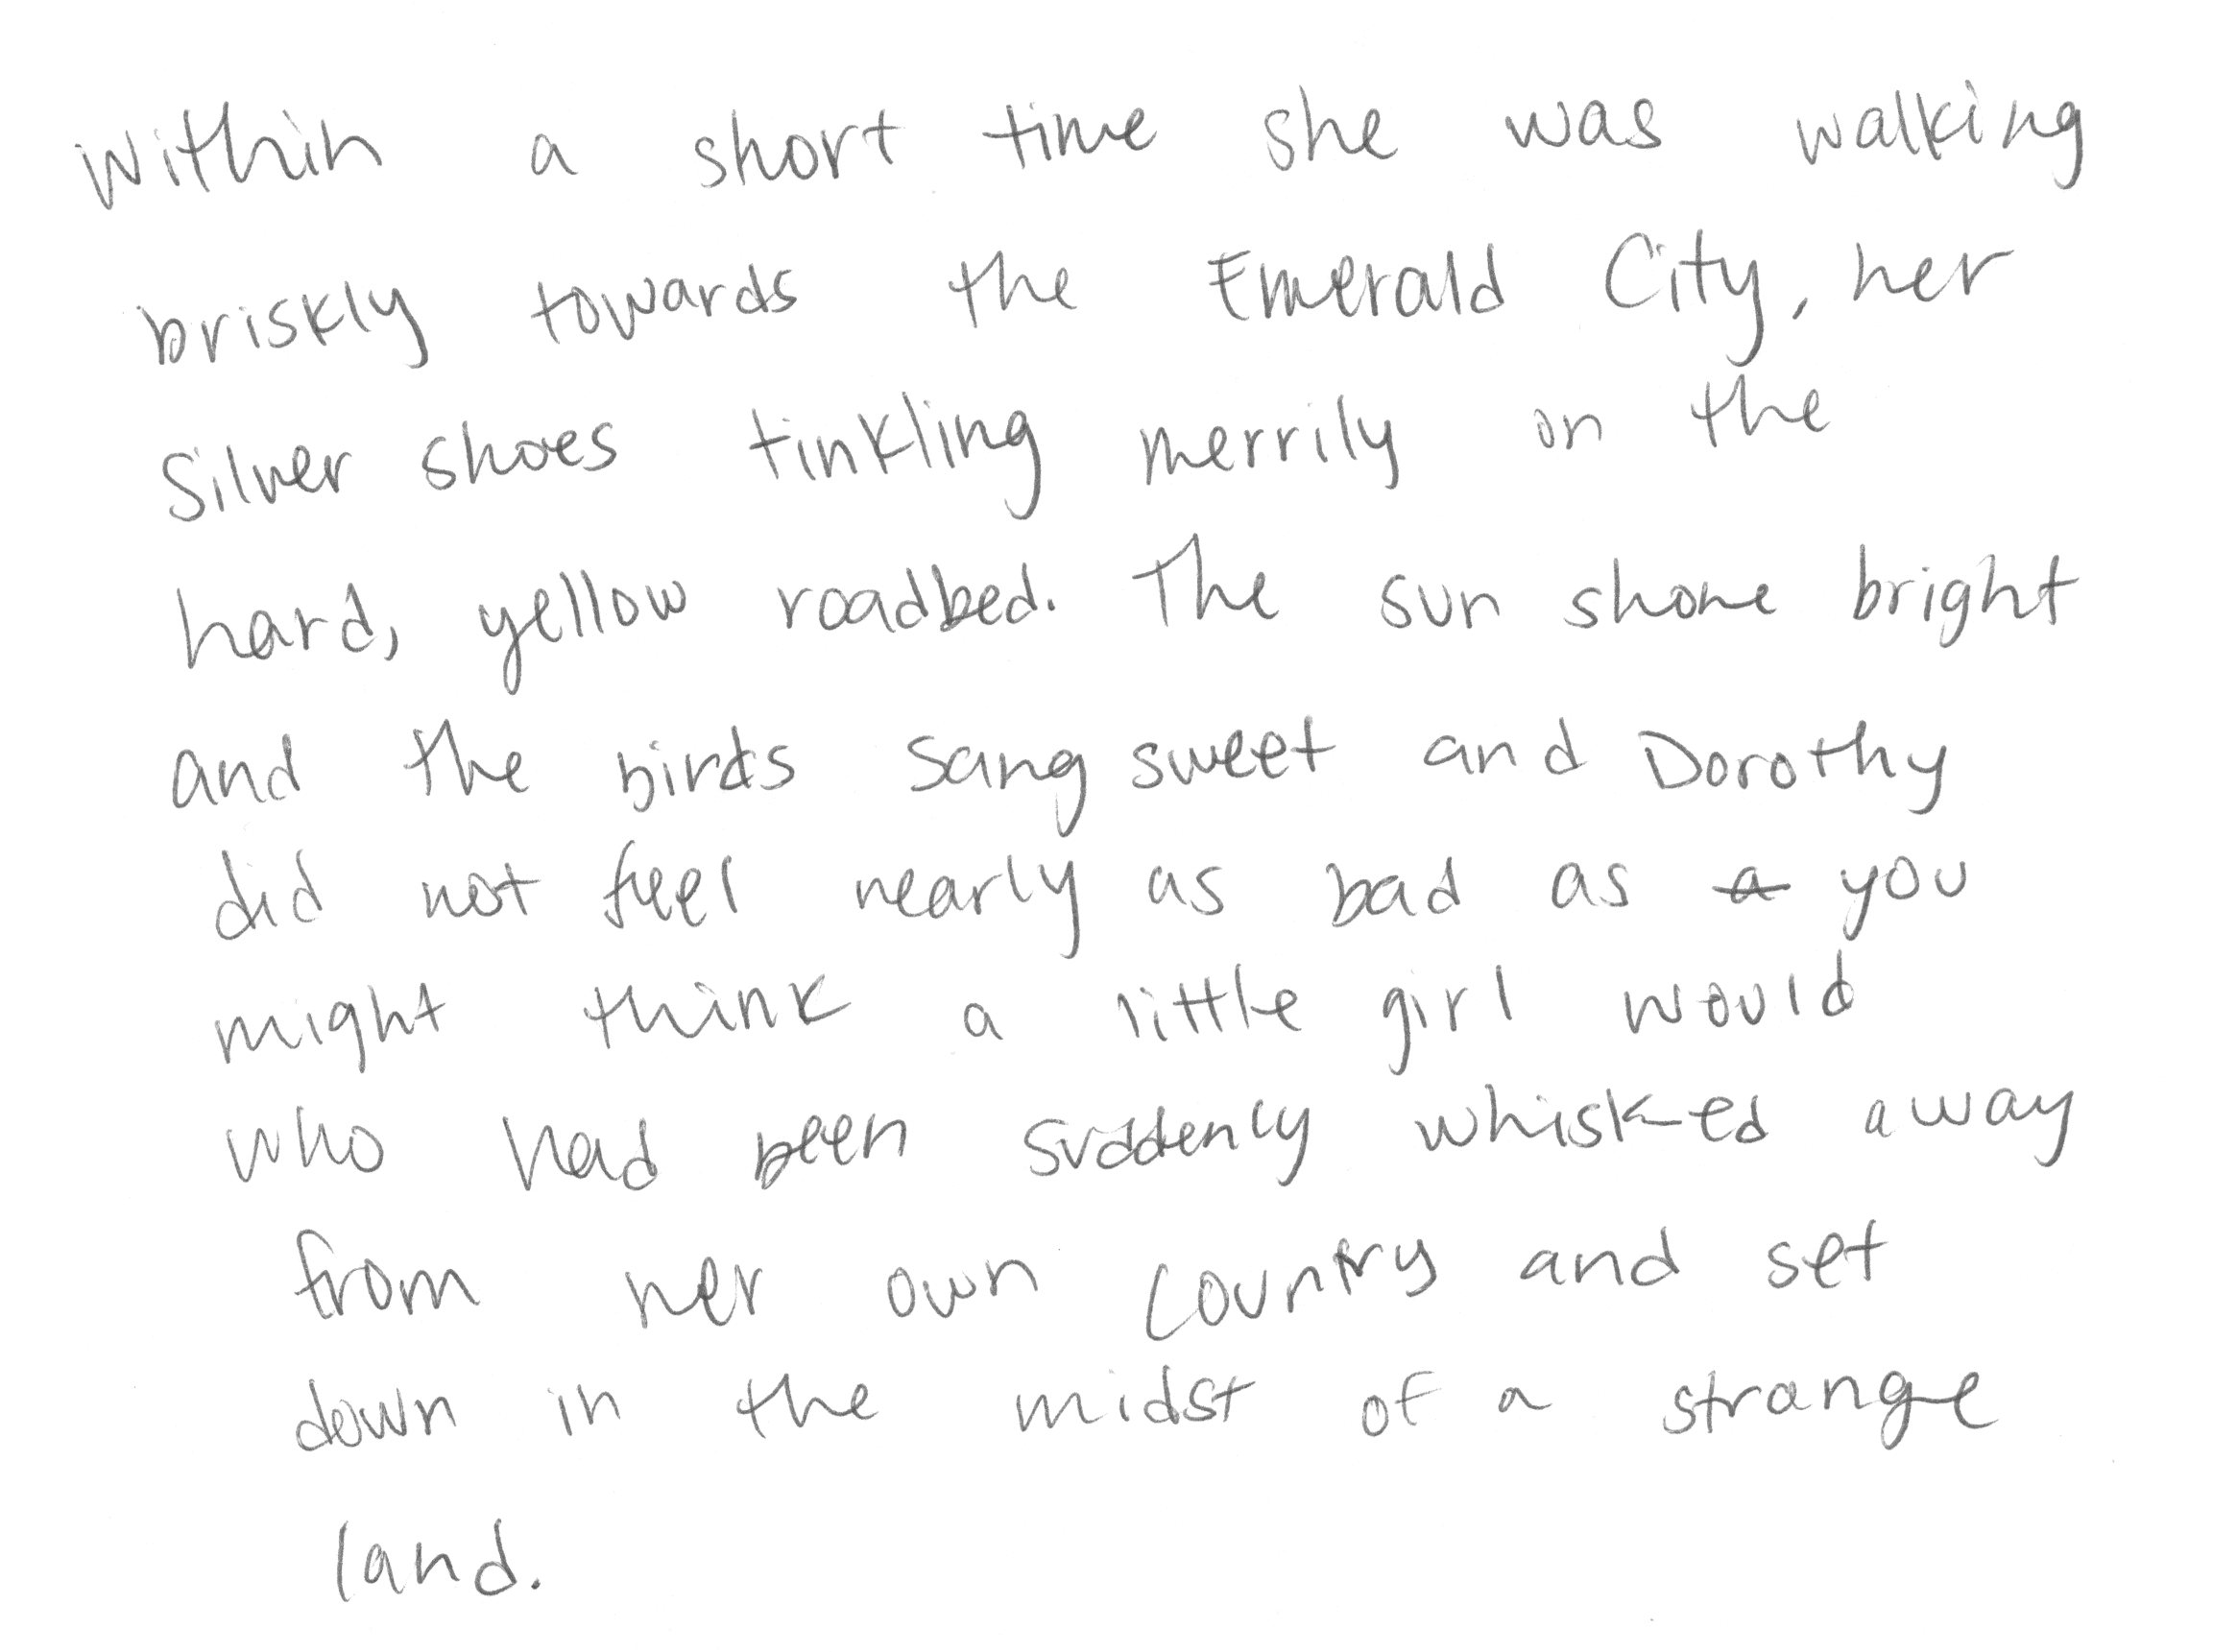 Within a short time she was walking
briskly towards the Emerald City, her
Silver shoes tinkling merrily on the
hard, yellow roadbed. The sun shone bright
and the birds sang sweet and Dorothy
did not feel nearly as bad as a you
might think a little girl would
who had been suddenly whisked away
from her own country and set
down in the midst of a strange
land.